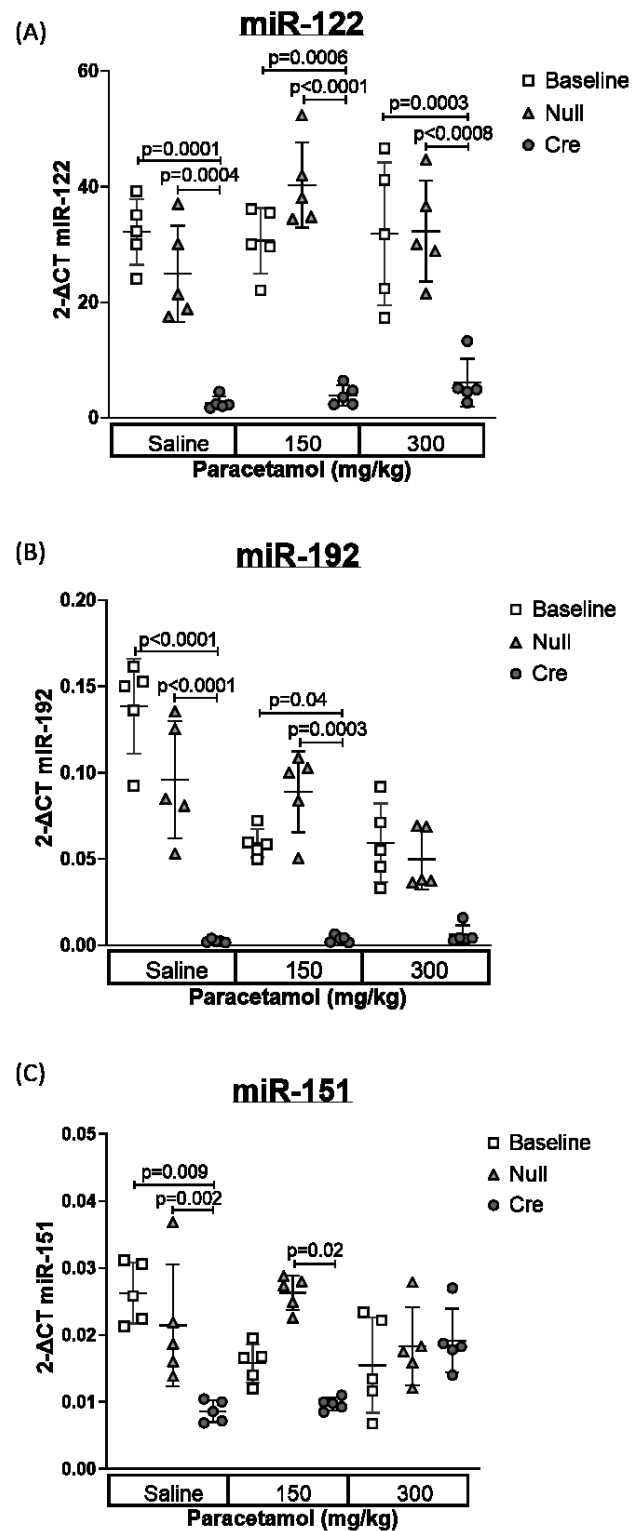 (A)
miR-122
p=0.0006
p<0.0001
p=0.0003
p<0.0008
p=0.0001
p=0.0004
Baseline
Null
Cre
2-ΔCT miR-122
60
40
20
0
Saline 150 300
Paracetamol (mg/kg)
(B)
miR-192
p<0.0001
p<0.0001
p=0.04
p=0.0003
Baseline
Null
Cre
2-ΔCT miR-192
0.20
0.15
0.10
0.05
0.00
Saline 150 300
Paracetamol (mg/kg)
(C)
miR-151
p=0.009
p=0.002
p=0.02
Baseline
Null
Cre
2-ΔCT miR-151
0.05
0.04
0.03
0.02
0.01
0.00
Saline 150 300
Paracetamol (mg/kg)